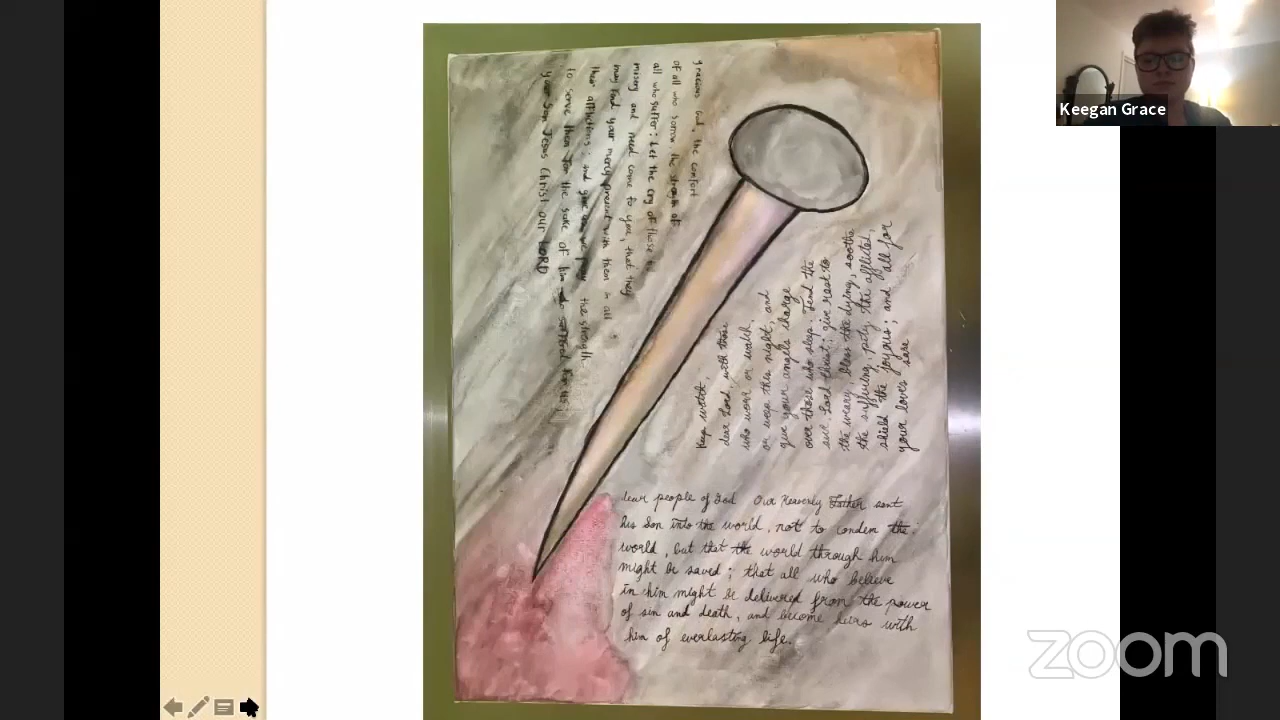 gracious God, the comfort
of all who sorrow, the strength of
all who suffer: Let the cry of those in
misery and need come to you, that they
may find your mercy present with them in all
their afflictions; and give us, we pray the strength
to serve them for the sake of him who suffered for us,
your Son Jesus Christ our LORD
Keep watch,
dear Lord, with those
who work or watch,
or weep this night, and
give your angels charge
over those who sleep. Tend the
sick, Lord Christ; give rest to
the weary, bless the dying, soothe
the suffering, pity the afflicted,
shield the joyous; and all for
your loves sake
Dear people of God Our Heavenly Father sent
his Son into the world, not to condem the
world, but that the world through him
might be saved; that all who believe
in him might be delivered from the power
of sin and death, and become heirs with
him of everlasting life.
Keegan Grace
zoom